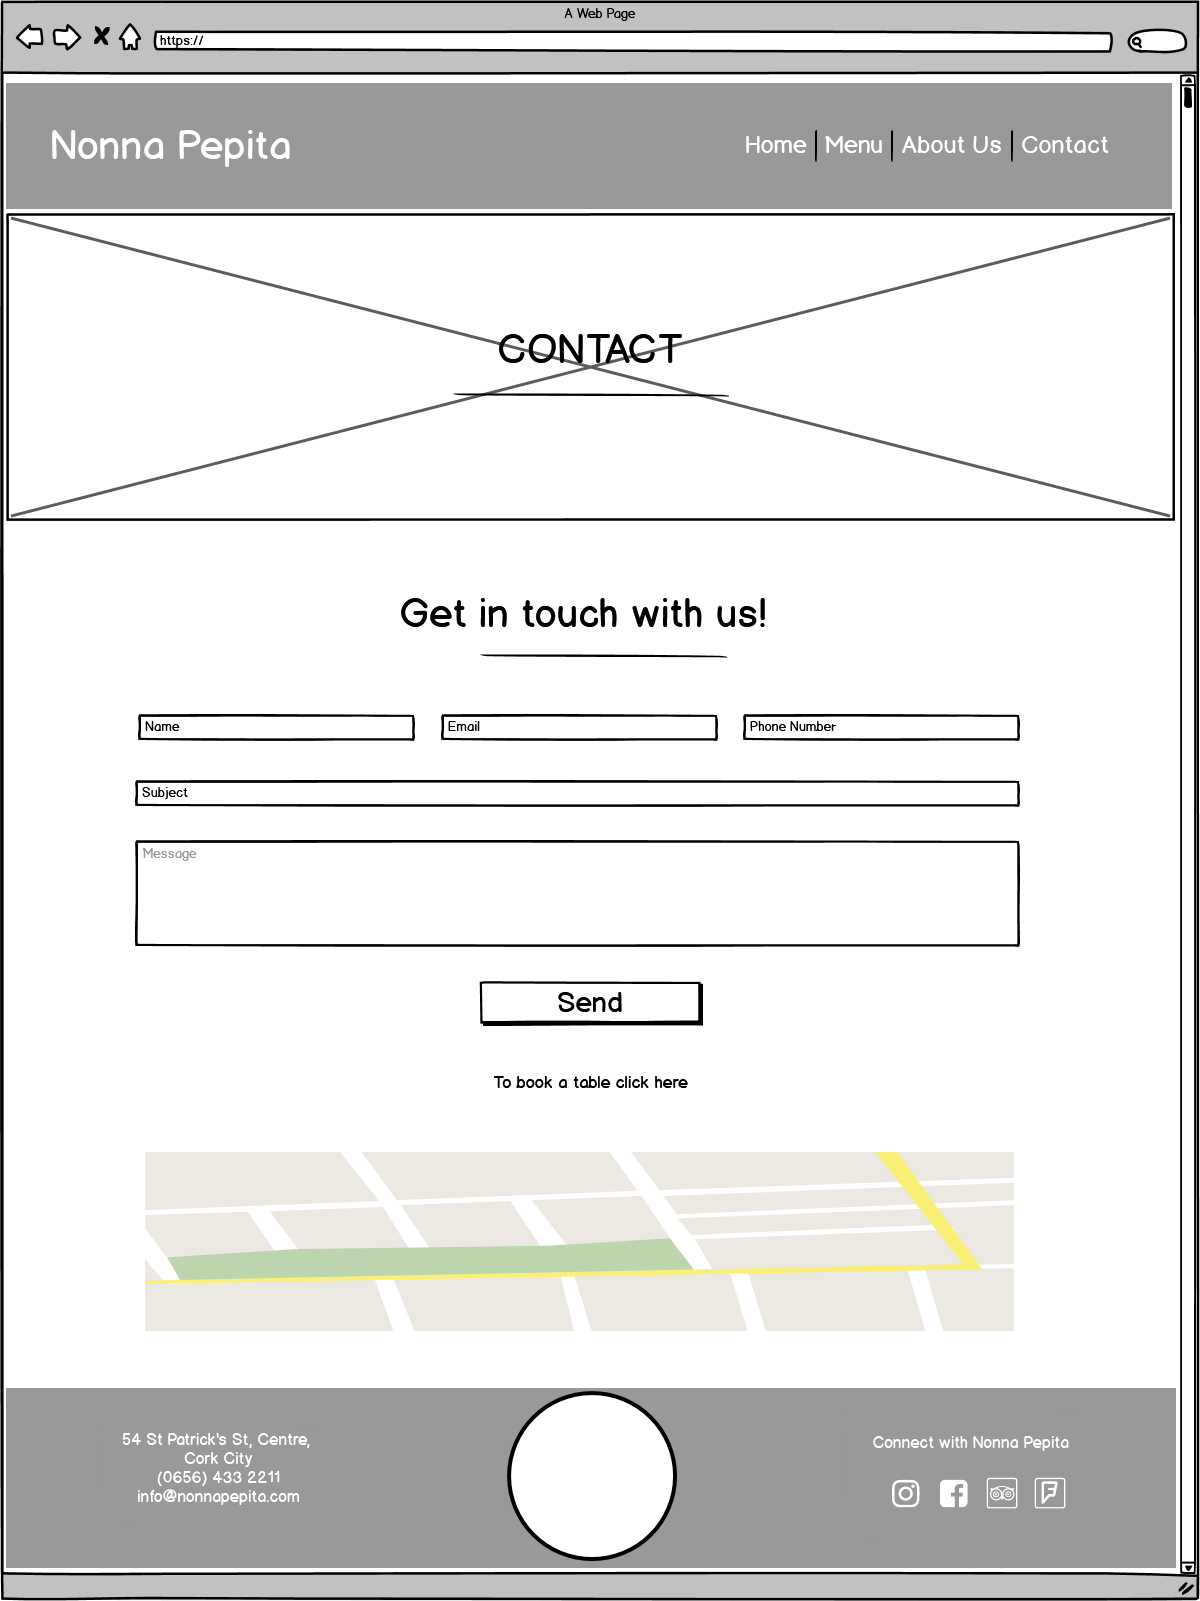 A Web Page
https://
Nonna Pepita
Home
Menu
About Us
Contact
CONTACT
Get in touch with us!
Name
Email
Phone Number
Subject
Message
Send
To book a table click here
54 St Patrick's St, Centre,
Cork City
(0656) 433 2211
info@nonnapepita.com
Connect with Nonna Pepita